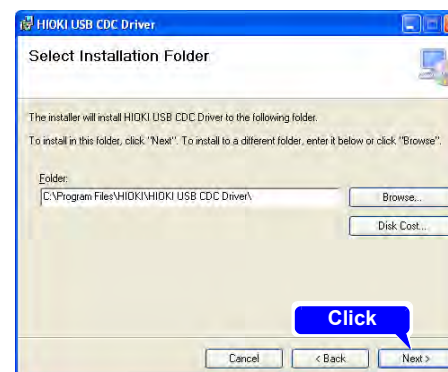 HIOKI USB CDC Driver
Select Installation Folder
The installer will install HIOKI USB CDC Driver to the following folder.
To install in this folder, click "Next". To install to a different folder, enter it below or click "Browse".
Folder:
C:\Program Files\HIOKI\HIOKI USB CDC Driver\
Browse...
Disk Cost...
Click
Cancel
< Back
Next >